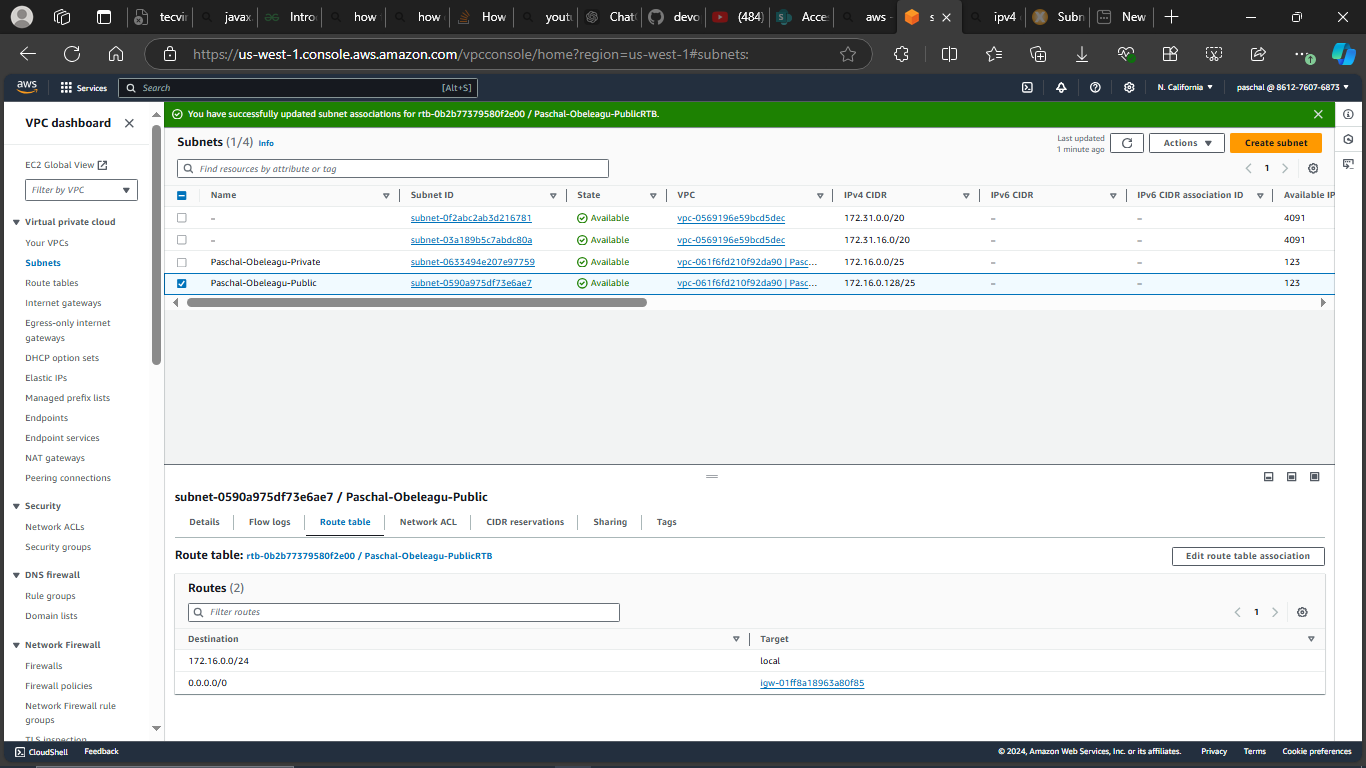 tecvir
javax.
Intro
how t
how c
How
youtu
ChatG
devo
(484)
Acces
aws -
s
ipv4
Subn
New
https://us-west-1.console.aws.amazon.com/vpcconsole/home?region=us-west-1#subnets:
aws
Services
Search
[Alt+S]
N. California
paschal @ 8612-7607-6873
VPC dashboard
EC2 Global View
Filter by VPC
Virtual private cloud
Your VPCs
Subnets
Route tables
Internet gateways
Egress-only internet
gateways
DHCP option sets
Elastic IPs
Managed prefix lists
Endpoints
Endpoint services
NAT gateways
Peering connections
Security
Network ACLs
Security groups
DNS firewall
Rule groups
Domain lists
Network Firewall
Firewalls
Firewall policies
Network Firewall rule
groups
TLS inspection
You have successfully updated subnet associations for rtb-0b2b77379580f2e00 / Paschal-Obeleagu-PublicRTB.
Subnets (1/4) Info
Last updated
1 minute ago
Actions
Create subnet
Find resources by attribute or tag
1
Name Subnet ID State VPC IPv4 CIDR IPv6 CIDR IPv6 CIDR association ID Available IP
– subnet-0f2abc2ab3d216781 Available vpc-0569196e59bcd5dec 172.31.0.0/20 – – 4091
– subnet-03a189b5c7abdc80a Available vpc-0569196e59bcd5dec 172.31.16.0/20 – – 4091
Paschal-Obeleagu-Private subnet-0633494e207e97759 Available vpc-061f6fd210f92da90 | Pasc... 172.16.0.0/25 – – 123
Paschal-Obeleagu-Public subnet-0590a975df73e6ae7 Available vpc-061f6fd210f92da90 | Pasc... 172.16.0.128/25 – – 123
subnet-0590a975df73e6ae7 / Paschal-Obeleagu-Public
Details Flow logs Route table Network ACL CIDR reservations Sharing Tags
Route table: rtb-0b2b77379580f2e00 / Paschal-Obeleagu-PublicRTB
Edit route table association
Routes (2)
Filter routes
1
Destination Target
172.16.0.0/24 local
0.0.0.0/0 igw-01ff8a18963a80f85
CloudShell Feedback
© 2024, Amazon Web Services, Inc. or its affiliates. Privacy Terms Cookie preferences